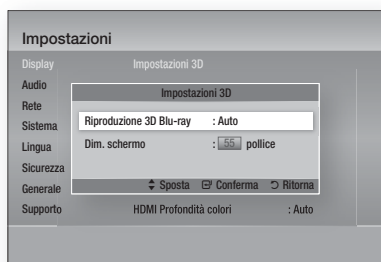 Impostazioni
Display Impostazioni 3D
Audio
Rete
Sistema
Lingua
Sicurezza
Generale
Supporto
Impostazioni 3D
Riproduzione 3D Blu-ray : Auto
Dim. schermo : 55 pollice
Sposta Conferma Ritorna
HDMI Profondità colori : Auto